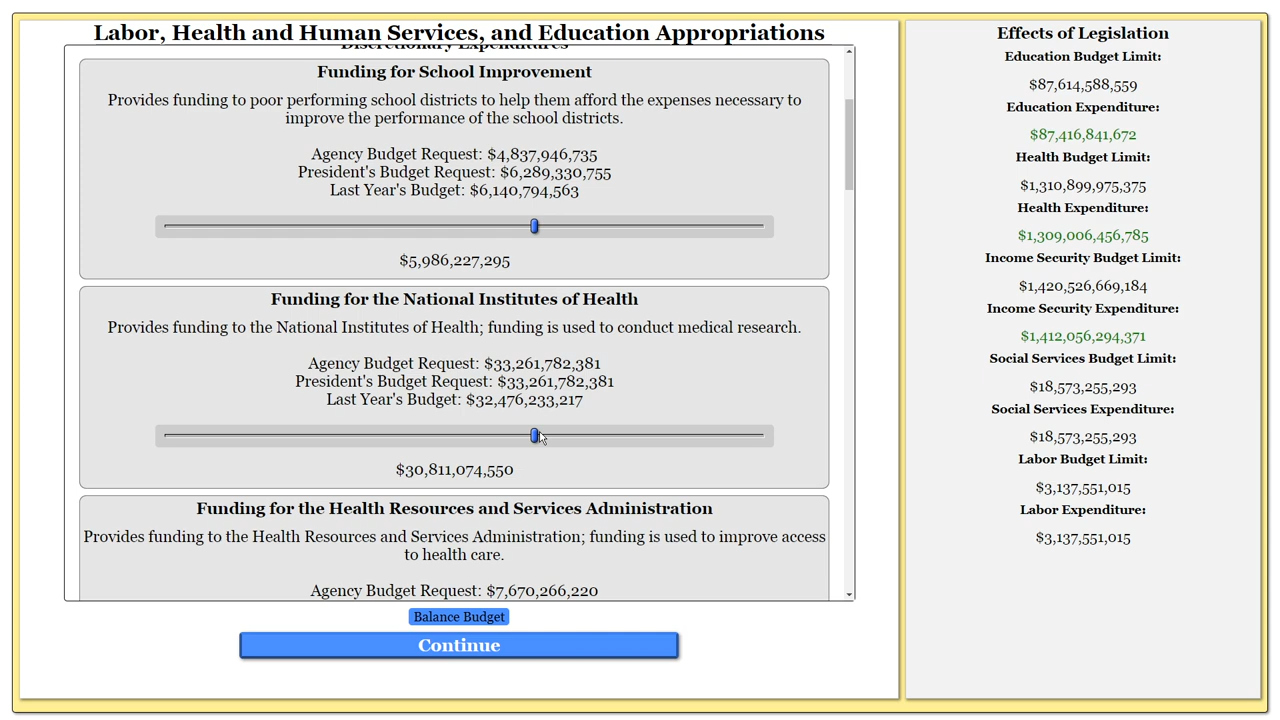 Labor, Health and Human Services, and Education Appropriations
Discretionary Expenditures
Funding for School Improvement
Provides funding to poor performing school districts to help them afford the expenses necessary to
improve the performance of the school districts.
Agency Budget Request: $4,837,946,735
President's Budget Request: $6,289,330,755
Last Year's Budget: $6,140,794,563
$5,986,227,295
Funding for the National Institutes of Health
Provides funding to the National Institutes of Health; funding is used to conduct medical research.
Agency Budget Request: $33,261,782,381
President's Budget Request: $33,261,782,381
Last Year's Budget: $32,476,233,217
$30,811,074,550
Funding for the Health Resources and Services Administration
Provides funding to the Health Resources and Services Administration; funding is used to improve access
to health care.
Agency Budget Request: $7,670,266,220
Balance Budget
Continue
Effects of Legislation
Education Budget Limit:
$87,614,588,559
Education Expenditure:
$87,416,841,672
Health Budget Limit:
$1,310,899,975,375
Health Expenditure:
$1,309,006,456,785
Income Security Budget Limit:
$1,420,526,669,184
Income Security Expenditure:
$1,412,056,294,371
Social Services Budget Limit:
$18,573,255,293
Social Services Expenditure:
$18,573,255,293
Labor Budget Limit:
$3,137,551,015
Labor Expenditure:
$3,137,551,015